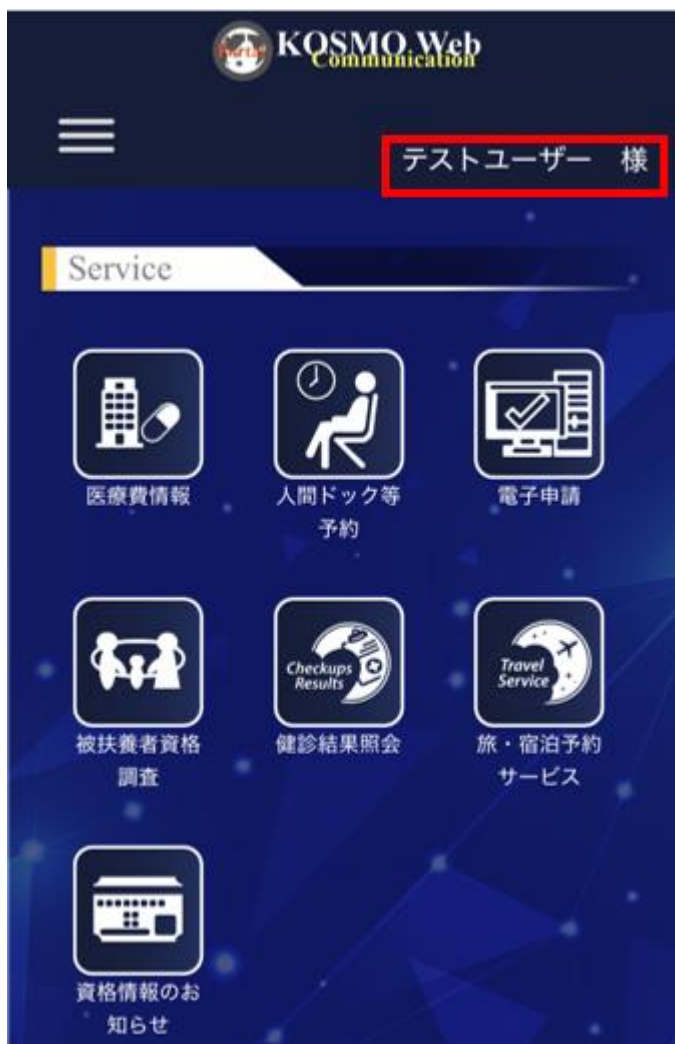 Portal
KOSMO Web
Communication
テストユーザー 様
Service
医療費情報
人間ドック等
予約
電子申請
被扶養者資格
調査
Checkups
Results
健診結果照会
Travel
Service
旅・宿泊予約
サービス
資格情報のお
知らせ